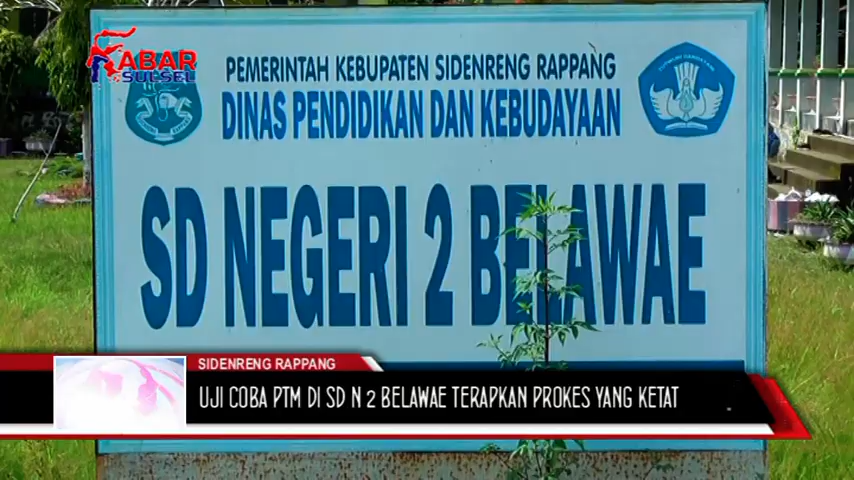 KABAR
SULSEL
PEMERINTAH KEBUPATEN SIDENRENG RAPPANG
DINAS PENDIDIKAN DAN KEBUDAYAAN
SD NEGERI 2 BELAWAE
SIDENRENG RAPPANG
UJI COBA PTM DI SD N 2 BELAWAE TERAPKAN PROKES YANG KETAT